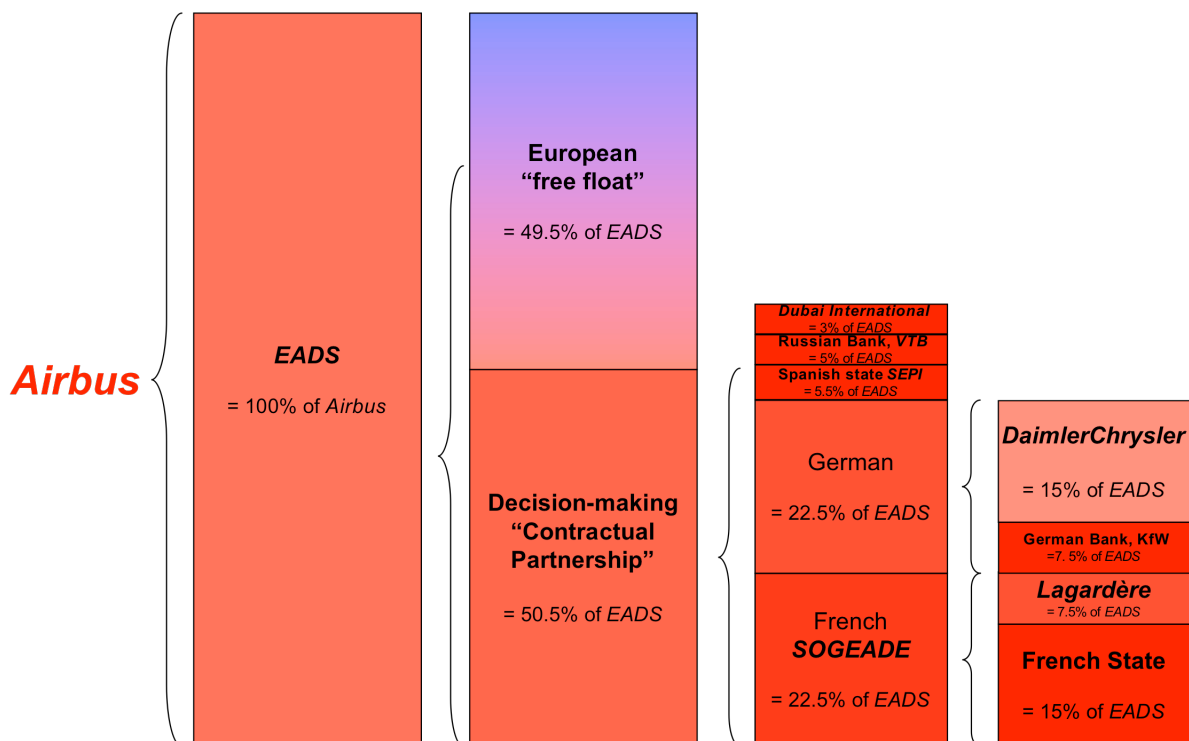 Airbus
EADS
= 100% of Airbus
European
“free float”
= 49.5% of EADS
Decision-making
“Contractual
Partnership”
= 50.5% of EADS
Dubai International
= 3% of EADS
Russian Bank, VTB
= 5% of EADS
Spanish state SEPI
= 5.5% of EADS
German
= 22.5% of EADS
French
SOGEADE
= 22.5% of EADS
DaimlerChrysler
= 15% of EADS
German Bank, KfW
=7. 5% of EADS
Lagardère
= 7.5% of EADS
French State
= 15% of EADS